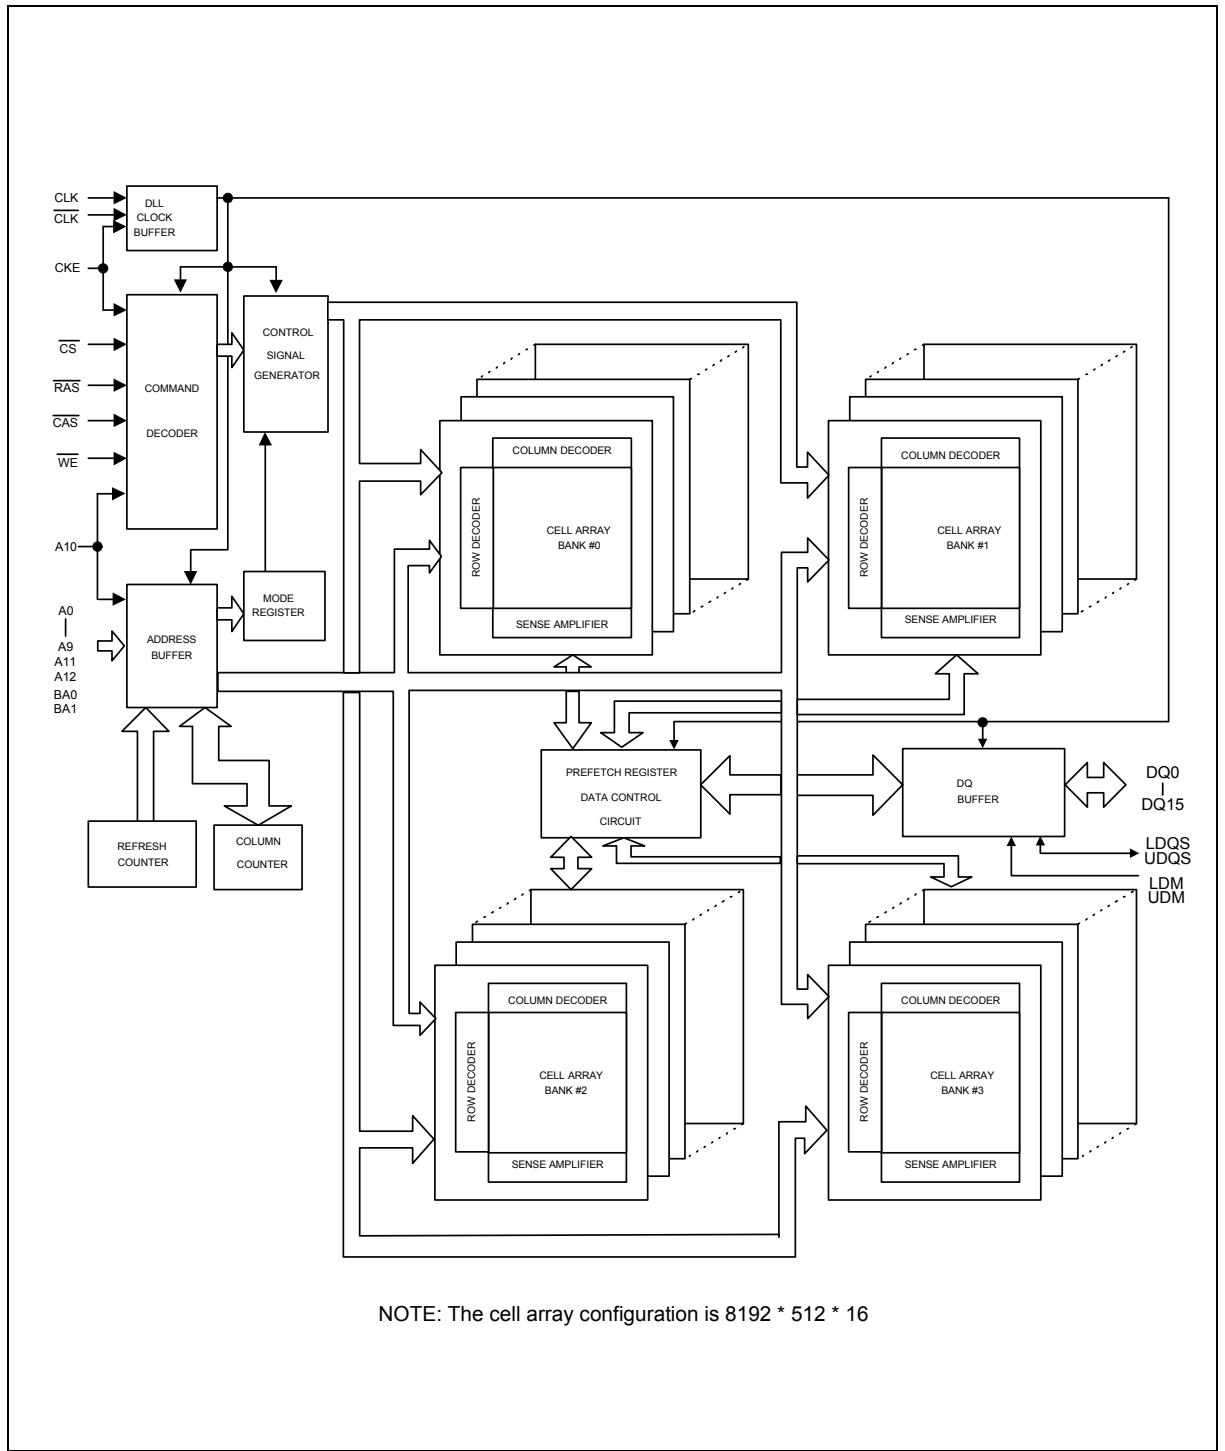 CLK
CLK
CKE
CS
RAS
CAS
WE
A10
A0
A9
A11
A12
BA0
BA1
DLL
CLOCK
BUFFER
COMMAND
DECODER
CONTROL
SIGNAL
GENERATOR
MODE
REGISTER
ADDRESS
BUFFER
REFRESH
COUNTER
COLUMN
COUNTER
COLUMN DECODER
ROW DECODER
CELL ARRAY
BANK #0
SENSE AMPLIFIER
COLUMN DECODER
ROW DECODER
CELL ARRAY
BANK #1
SENSE AMPLIFIER
PREFETCH REGISTER
DATA CONTROL
CIRCUIT
DQ
BUFFER
DQ0
DQ15
LDQS
UDQS
LDM
UDM
COLUMN DECODER
ROW DECODER
CELL ARRAY
BANK #2
SENSE AMPLIFIER
COLUMN DECODER
ROW DECODER
CELL ARRAY
BANK #3
SENSE AMPLIFIER
NOTE: The cell array configuration is 8192 * 512 * 16